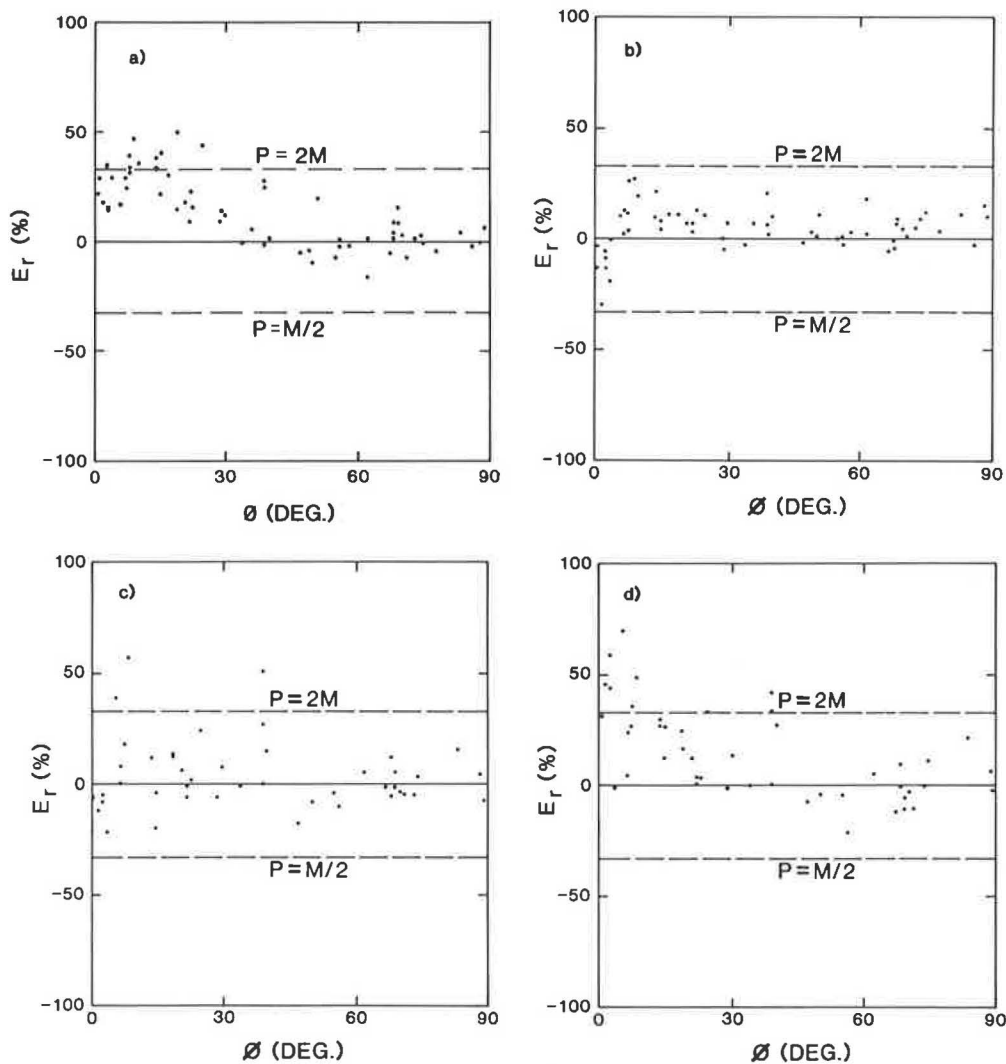 a)
100
50
0
-50
-100
E_r (%)
P = 2M
P = M/2
0 30 60 90
Ø (DEG.)
b)
100
50
0
-50
-100
E_r (%)
P = 2M
P = M/2
0 30 60 90
Ø (DEG.)
c)
100
50
0
-50
-100
E_r (%)
P = 2M
P = M/2
0 30 60 90
Ø (DEG.)
d)
100
50
0
-50
-100
E_r (%)
P = 2M
P = M/2
0 30 60 90
Ø (DEG.)